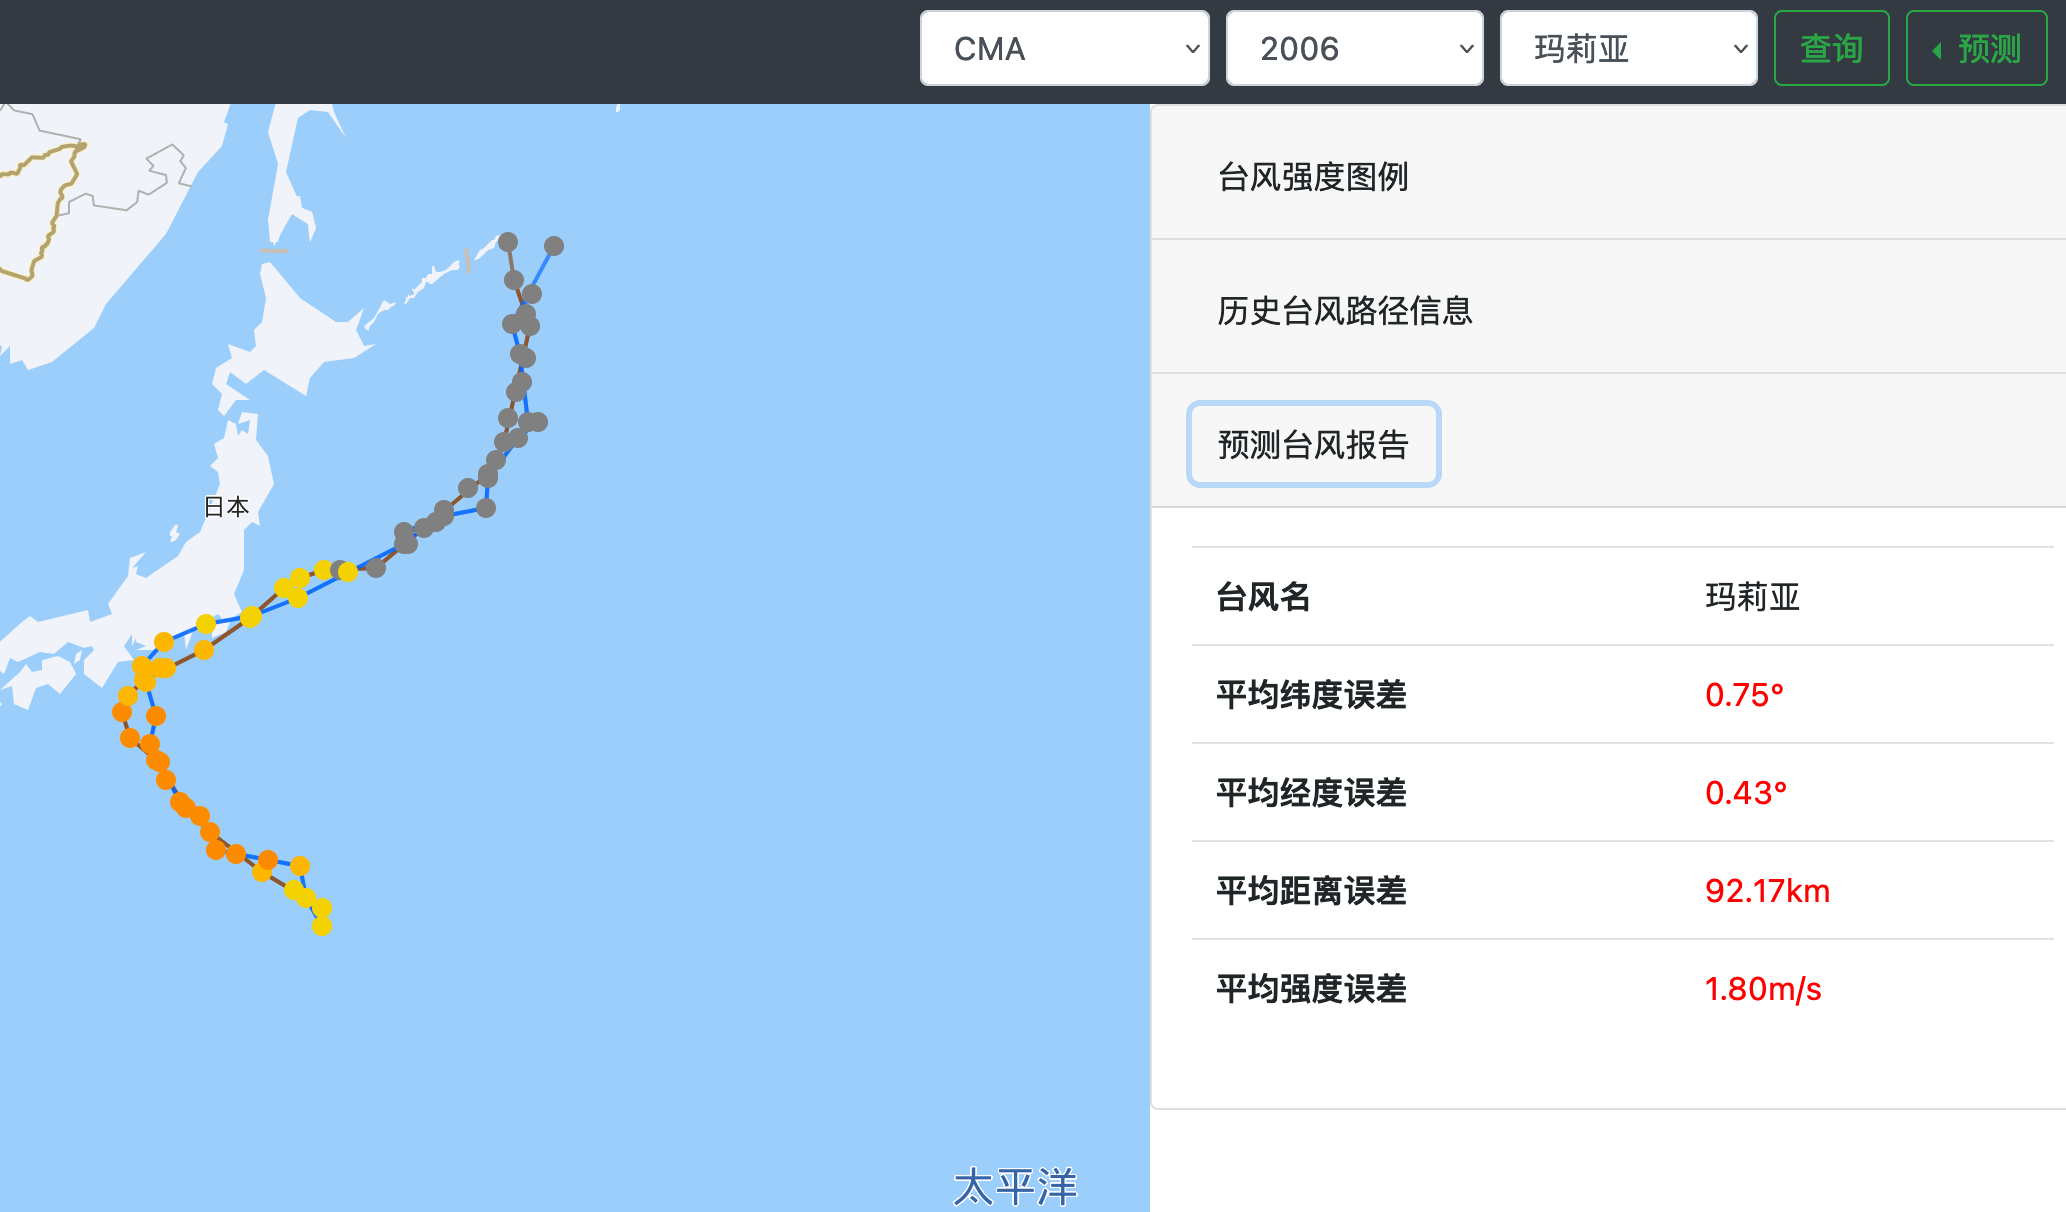 CMA
2006
玛莉亚
查询
预测
台风强度图例
历史台风路径信息
预测台风报告
台风名 玛莉亚
平均纬度误差 0.75°
平均经度误差 0.43°
平均距离误差 92.17km
平均强度误差 1.80m/s
日本
太平洋